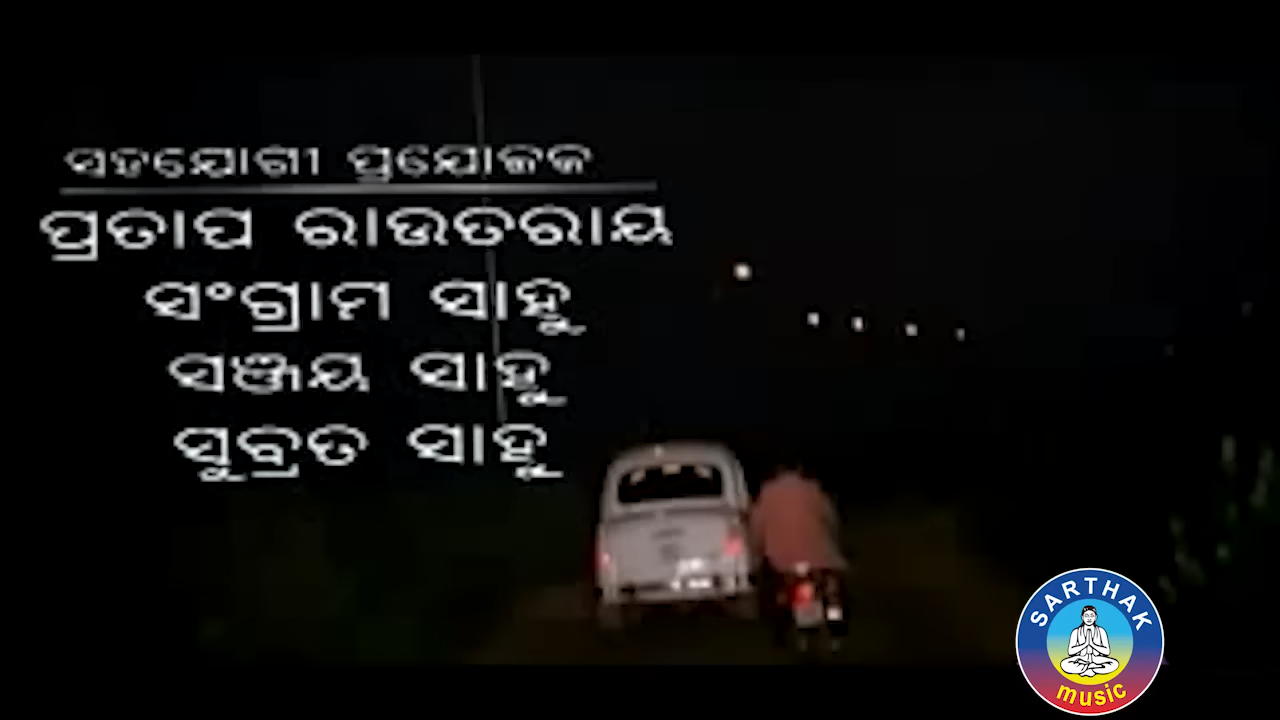 ସହଯୋଗୀ ପ୍ରଯୋଜକ
ପ୍ରତାପ ରାଉତରାୟ
ସଂଗ୍ରାମ ସାହୁ
ସଞ୍ଜୟ ସାହୁ
ସୁବ୍ରତ ସାହୁ
SARTHAK
music